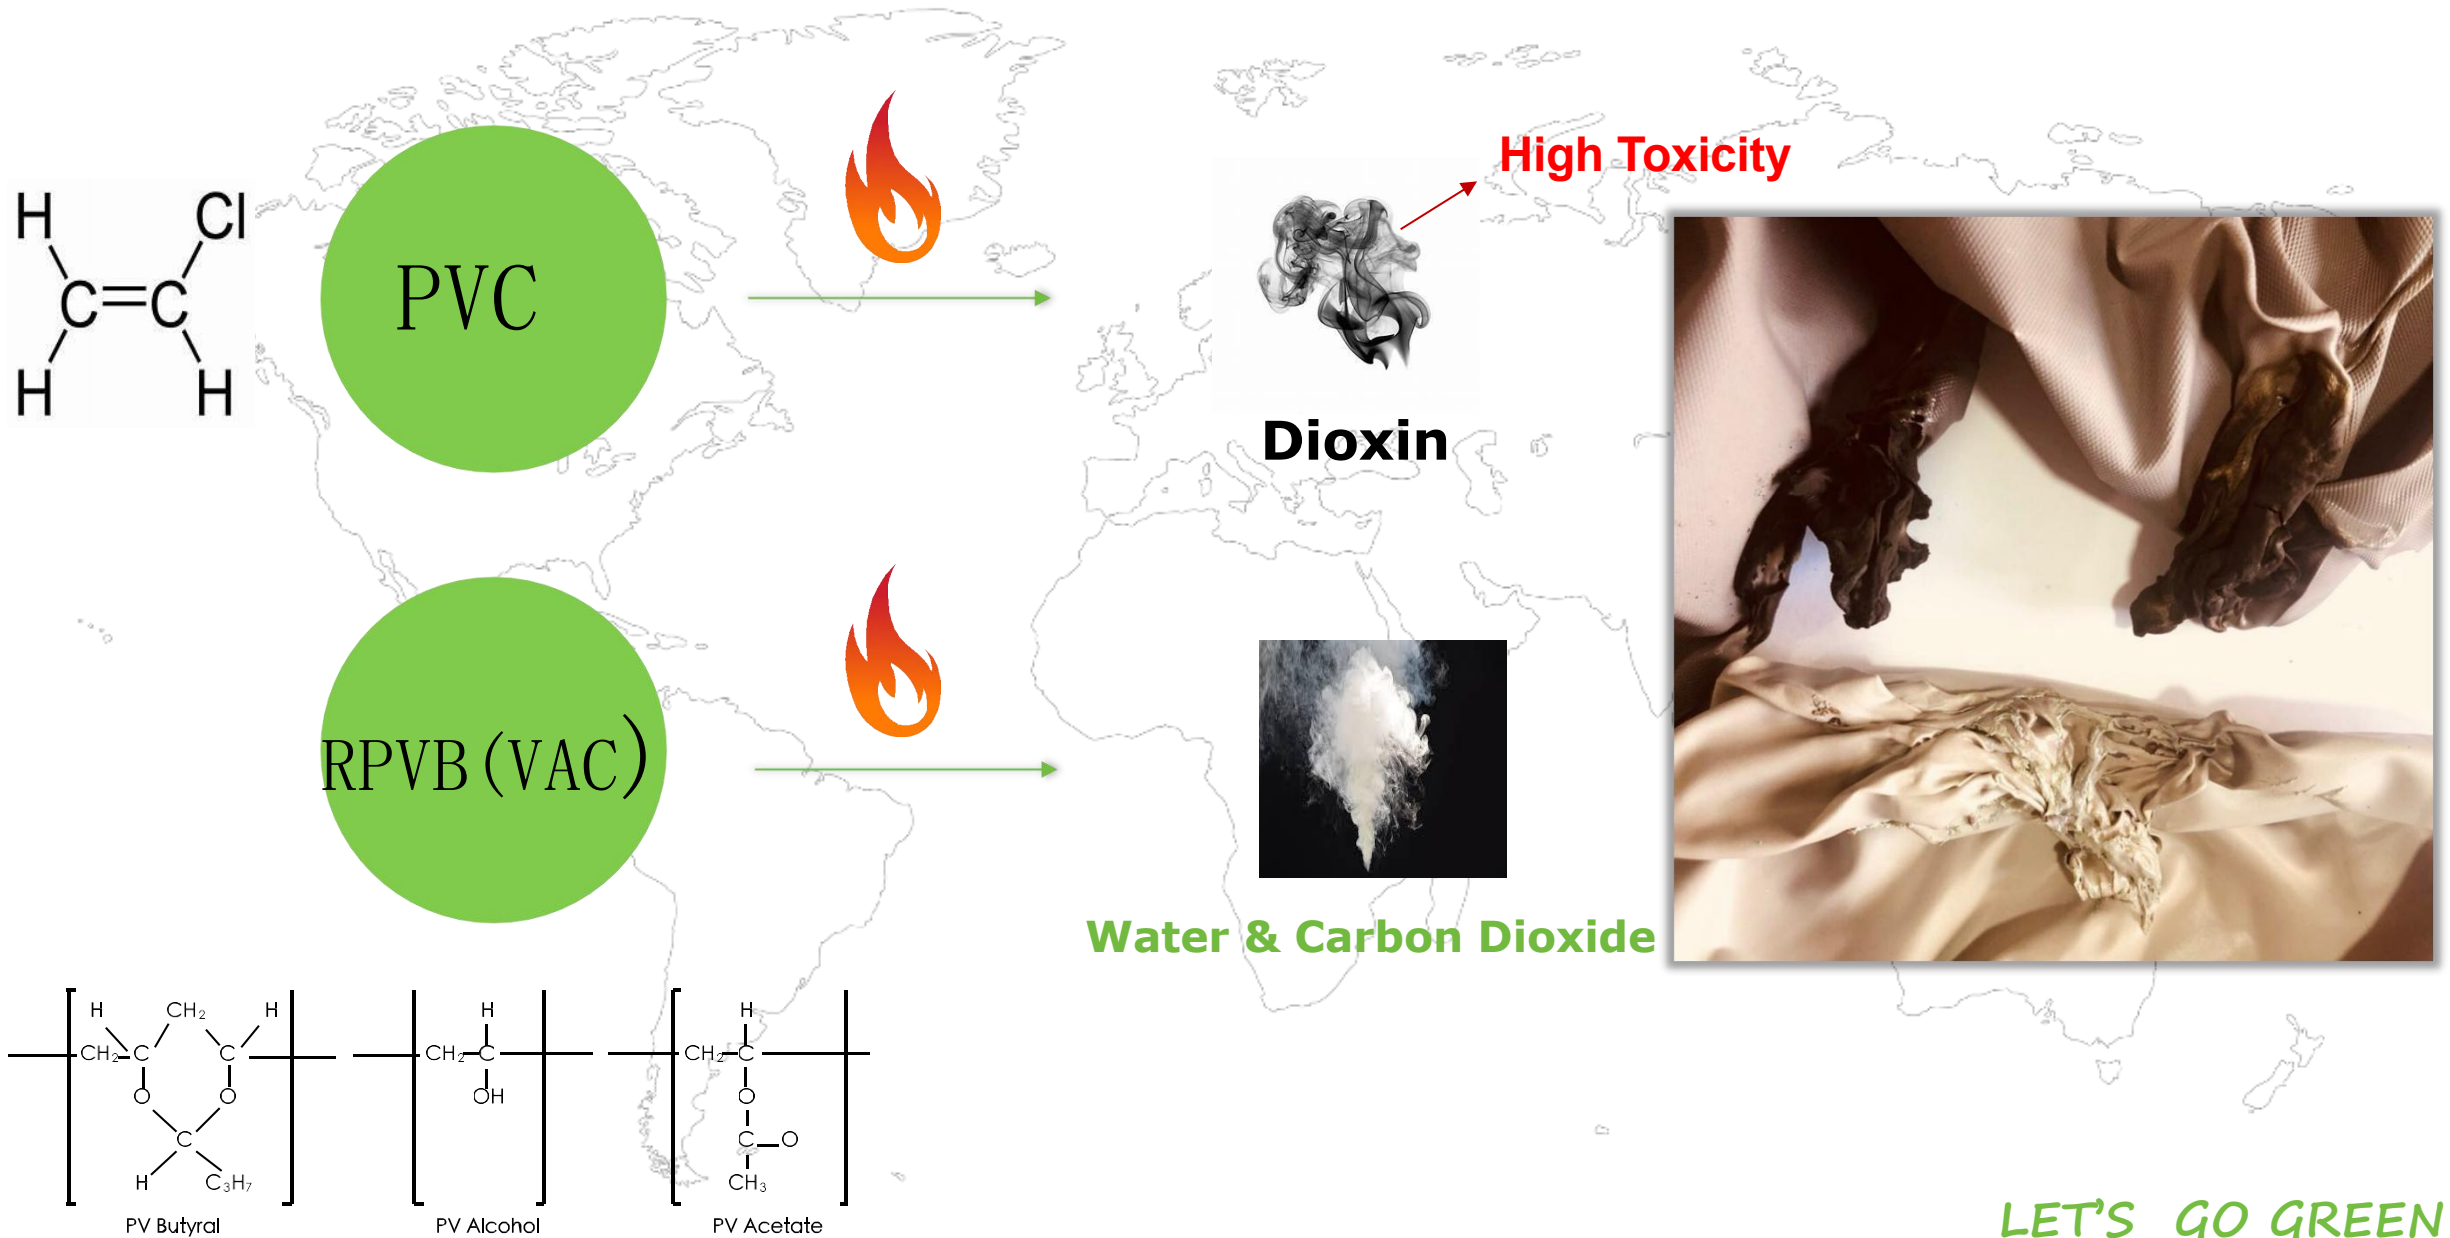 High Toxicity
H
Cl
C=C
H
H
PVC
Dioxin
RPVB(VAC)
Water & Carbon Dioxide
H
CH₂
H
CH₂
C
C
O
O
C
H
C₃H₇
PV Butyral
H
CH₂
C
OH
PV Alcohol
H
CH₂
C
O
C
O
CH₃
PV Acetate
LET'S GO GREEN